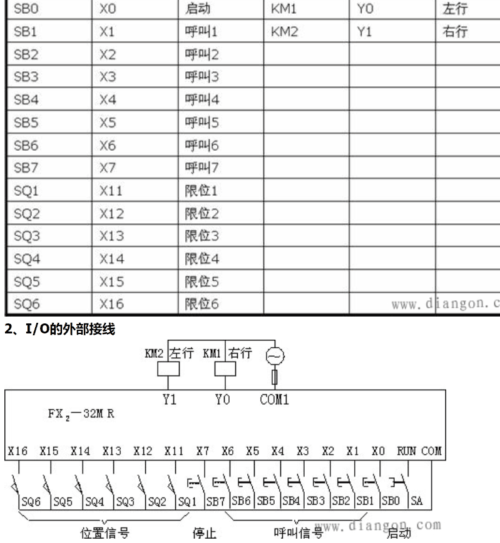 SB0 X0 启动 KM1 Y0 左行
SB1 X1 呼叫1 KM2 Y1 右行
SB2 X2 呼叫2
SB3 X3 呼叫3
SB4 X4 呼叫4
SB5 X5 呼叫5
SB6 X6 呼叫6
SB7 X7 呼叫7
SQ1 X11 限位1
SQ2 X12 限位2
SQ3 X13 限位3
SQ4 X14 限位4
SQ5 X15 限位5
SQ6 X16 限位6
www.diangon.com
2、I/O的外部接线
KM2 左行 KM1 右行
Y1 Y0 COM1
FX2-32MR
X16 X15 X14 X13 X12 X11 X7 X6 X5 X4 X3 X2 X1 X0 RUN COM
SQ6 SQ5 SQ4 SQ3 SQ2 SQ1 SB7 SB6 SB5 SB4 SB3 SB2 SB1 SB0 SA
www.diangon.com
位置信号 停止 呼叫信号 启动